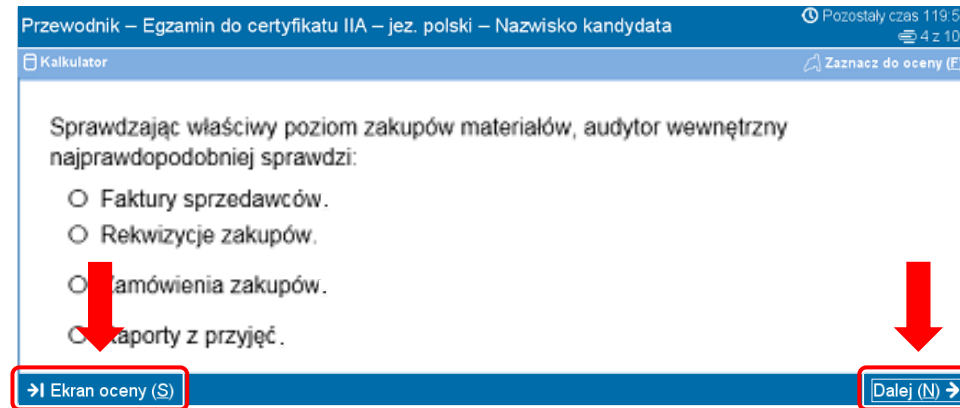 Przewodnik – Egzamin do certyfikatu IIA – jez. polski – Nazwisko kandydata
Pozostały czas 119:5
4 z 10
Kalkulator
Zaznacz do oceny (F
Sprawdzając właściwy poziom zakupów materiałów, audytor wewnętrzny
najprawdopodobniej sprawdzi:
Faktury sprzedawców.
Rekwizycje zakupów.
amówienia zakupów.
aporty z przyjęć.
Ekran oceny (S)
Dalej (N)